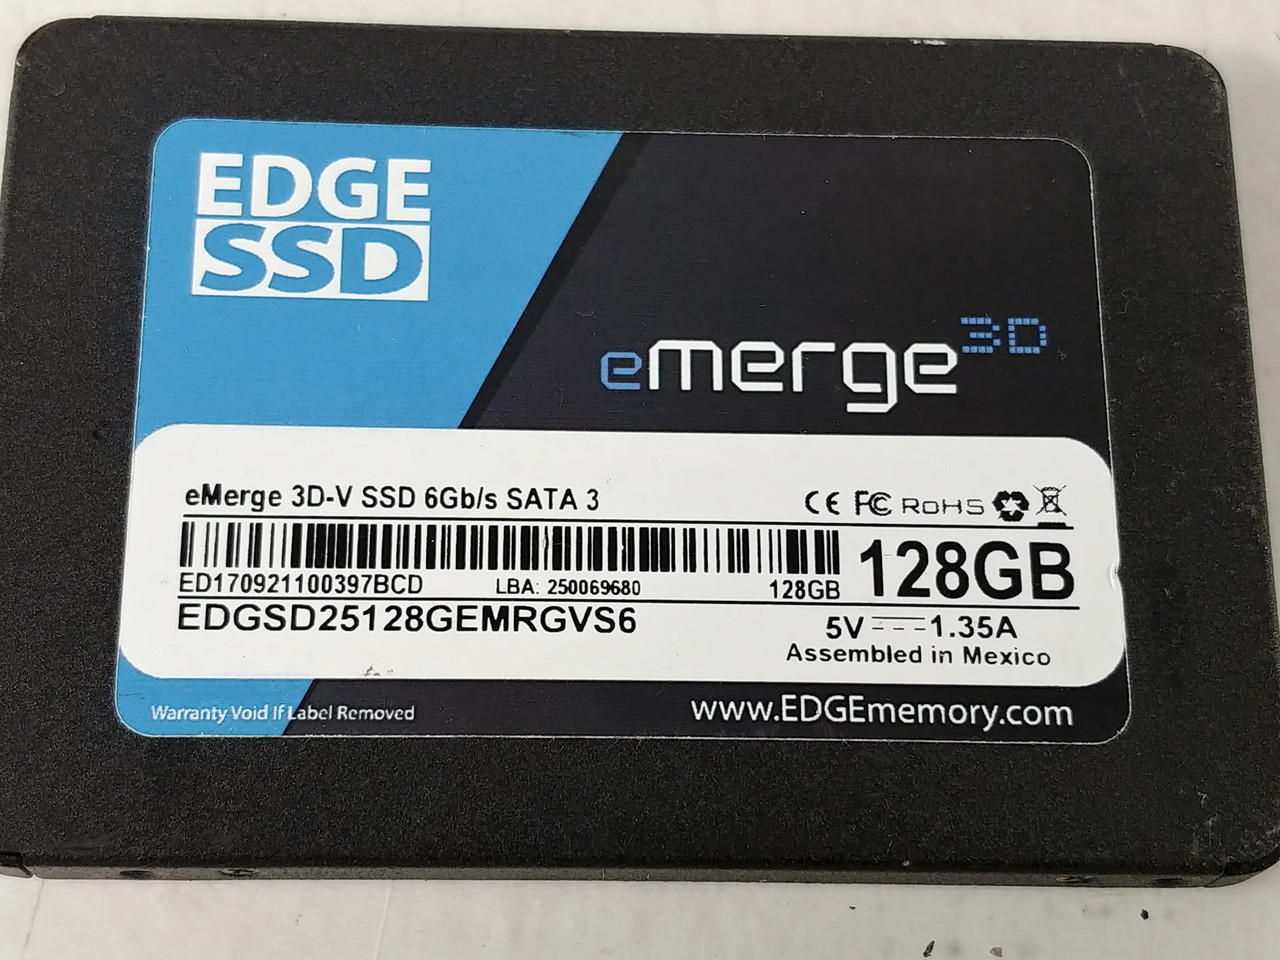 EDGE
SSD
eMerge3D
eMerge 3D-V SSD 6Gb/s SATA 3
CE FC RoHS
ED170921100397BCD LBA: 250069680 128GB
128GB
EDGSD25128GEMRGVS6
5V 1.35A
Assembled in Mexico
Warranty Void If Label Removed
www.EDGEmemory.com